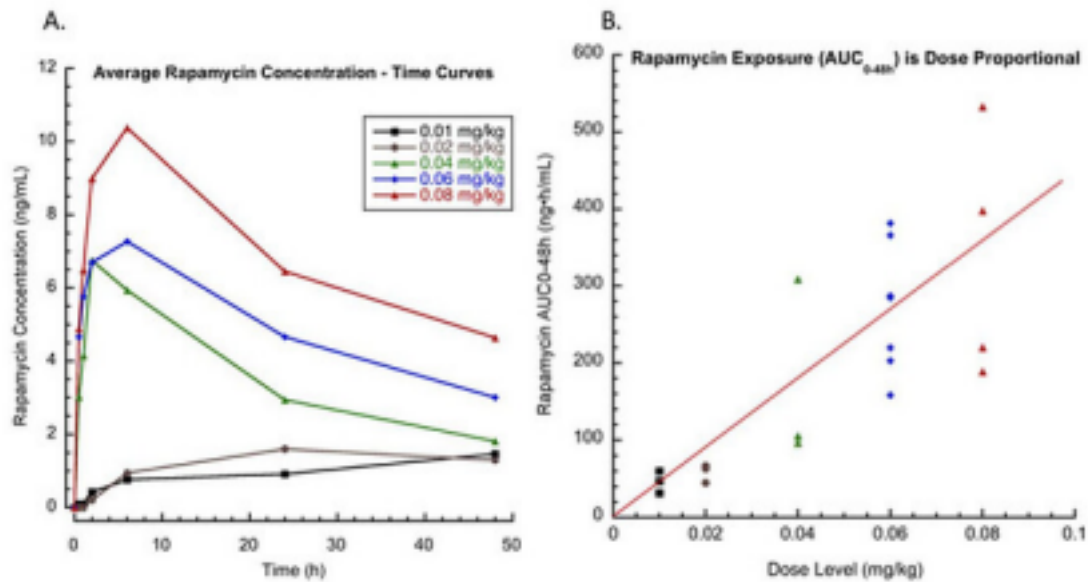 A.
Average Rapamycin Concentration - Time Curves
12
10
8
6
4
2
0
Rapamycin Concentration (ng/mL)
0.01 mg/kg
0.02 mg/kg
0.04 mg/kg
0.06 mg/kg
0.08 mg/kg
0 10 20 30 40 50
Time (h)
B.
Rapamycin Exposure (AUC0-48h) is Dose Proportional
600
500
400
300
200
100
0
Rapamycin AUC0-48h (ng•h/mL)
0 0.02 0.04 0.06 0.08 0.1
Dose Level (mg/kg)